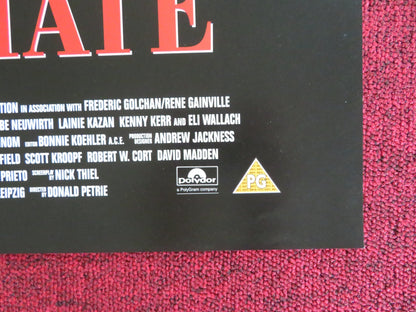 TION IN ASSOCIATION WITH FREDERIC GOLCHAN/RENE GAINVILLE
BE NEUWIRTH LAINIE KAZAN KENNY KERR AND ELI WALLACH
NOM EDITOR BONNIE KOEHLER A.C.E. PRODUCTION DESIGNER ANDREW JACKNESS
FIELD SCOTT KROOPF ROBERT W. CORT DAVID MADDEN
PRIETO SCREENPLAY BY NICK THIEL
EIPZIG DIRECTED BY DONALD PETRIE
Polydor
a PolyGram company
PG